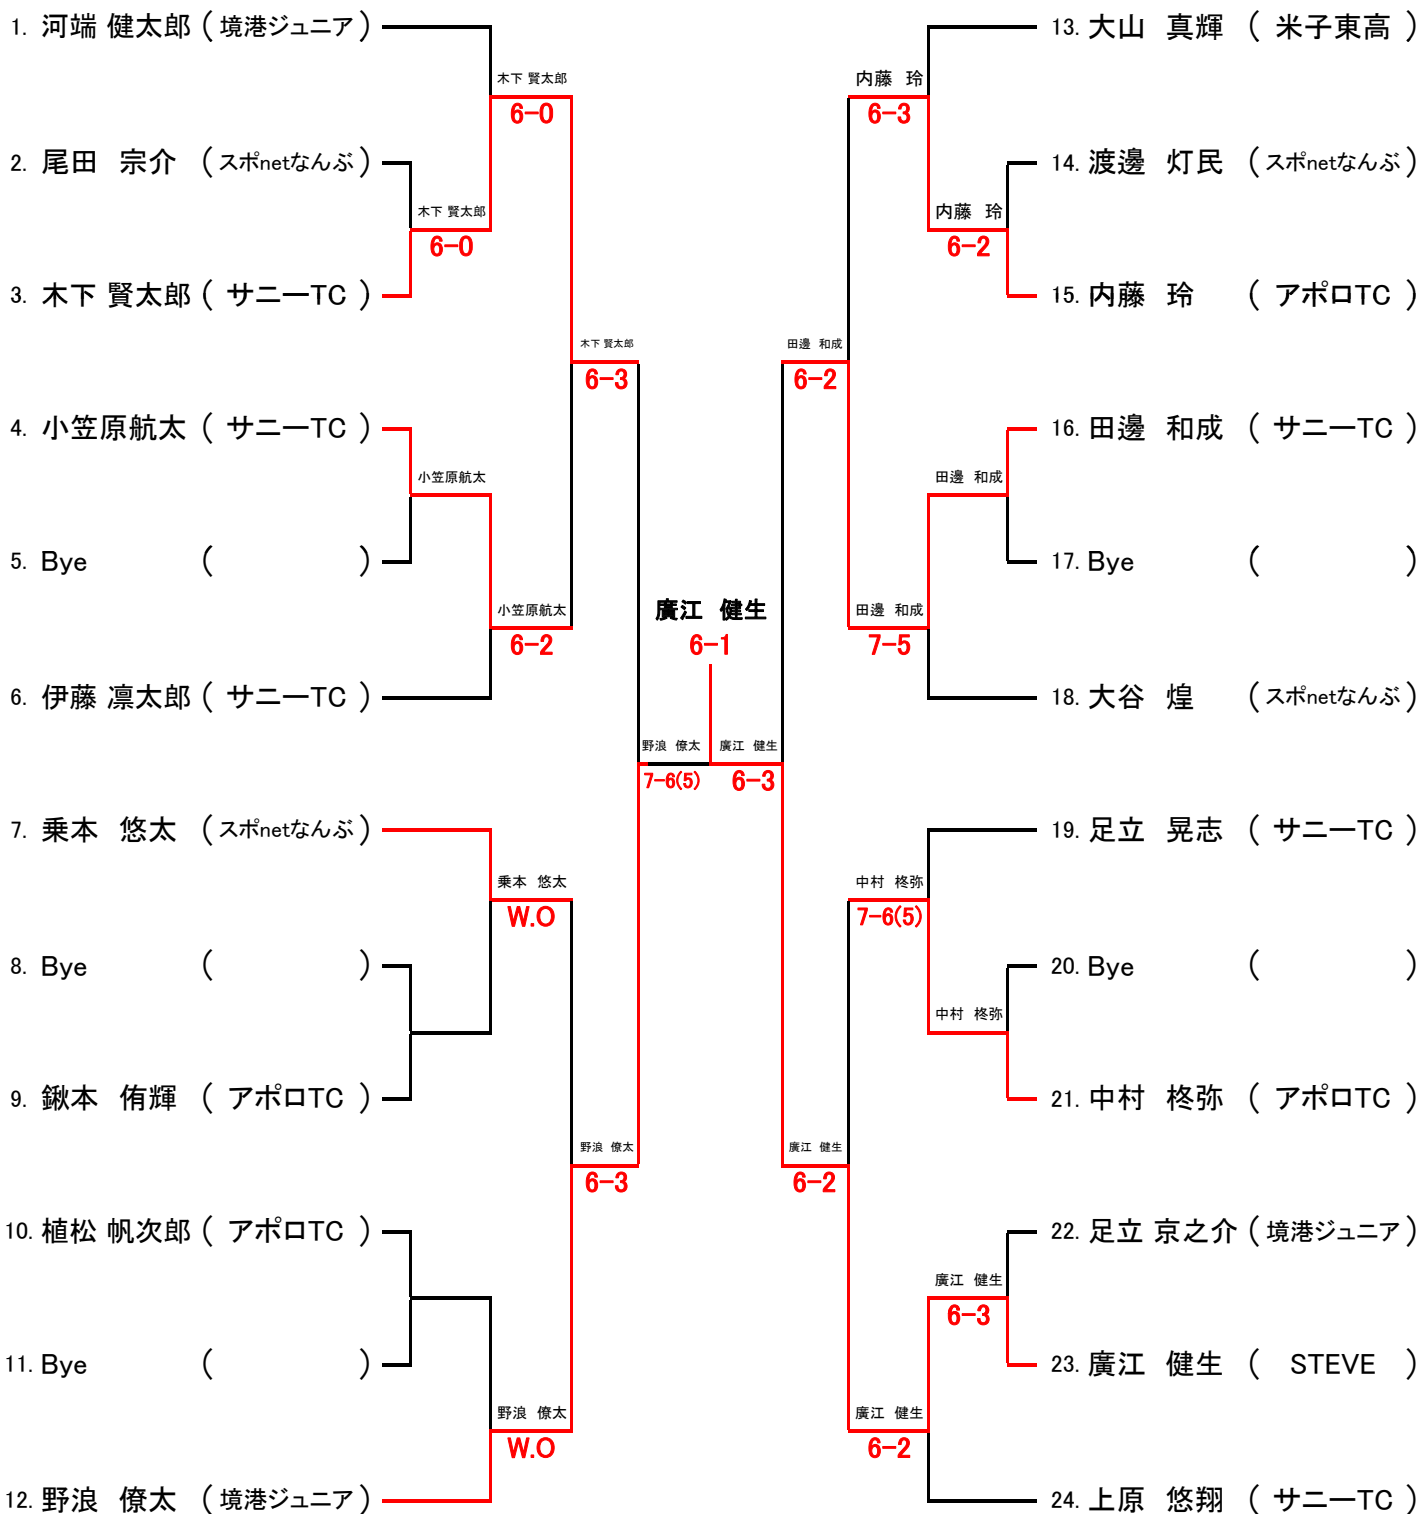 1. 河端 健太郎 ( 境港ジュニア )
2. 尾田 宗介 ( スポnetなんぶ )
3. 木下 賢太郎 ( サニーTC )
4. 小笠原航太 ( サニーTC )
5. Bye ( )
6. 伊藤 凛太郎 ( サニーTC )
7. 乗本 悠太 ( スポnetなんぶ )
8. Bye ( )
9. 鍬本 侑輝 ( アポロTC )
10. 植松 帆次郎 ( アポロTC )
11. Bye ( )
12. 野浪 僚太 ( 境港ジュニア )
木下 賢太郎
6-0
木下 賢太郎
6-0
小笠原航太
小笠原航太
6-2
乗本 悠太
W.O
野浪 僚太
W.O
木下 賢太郎
6-3
野浪 僚太
6-3
野浪 僚太
7-6(5)
廣江 健生
6-1
廣江 健生
6-3
田邊 和成
6-2
廣江 健生
6-2
内藤 玲
6-3
内藤 玲
6-2
田邊 和成
田邊 和成
7-5
中村 柊弥
7-6(5)
中村 柊弥
廣江 健生
6-3
廣江 健生
6-2
13. 大山 真輝 ( 米子東高 )
14. 渡邊 灯民 ( スポnetなんぶ )
15. 内藤 玲 ( アポロTC )
16. 田邊 和成 ( サニーTC )
17. Bye ( )
18. 大谷 煌 ( スポnetなんぶ )
19. 足立 晃志 ( サニーTC )
20. Bye ( )
21. 中村 柊弥 ( アポロTC )
22. 足立 京之介 ( 境港ジュニア )
23. 廣江 健生 ( STEVE )
24. 上原 悠翔 ( サニーTC )